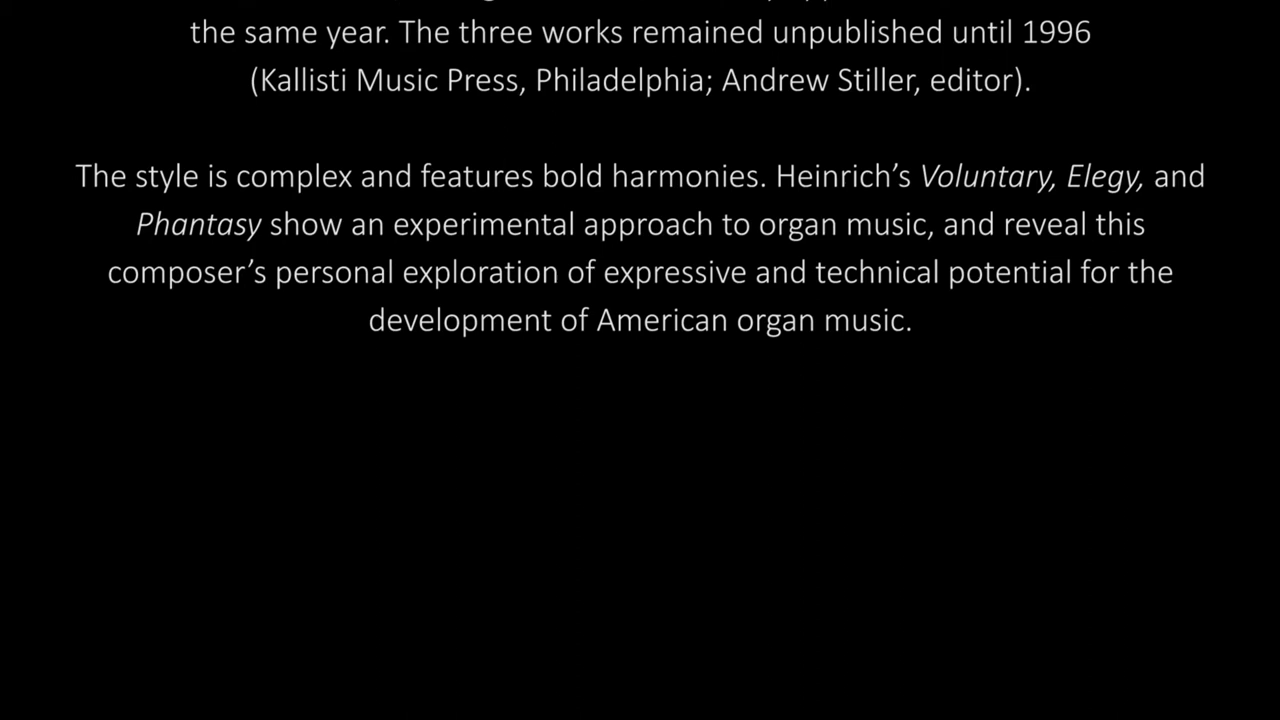 the same year. The three works remained unpublished until 1996
(Kallisti Music Press, Philadelphia; Andrew Stiller, editor).
The style is complex and features bold harmonies. Heinrich’s Voluntary, Elegy, and
Phantasy show an experimental approach to organ music, and reveal this
composer’s personal exploration of expressive and technical potential for the
development of American organ music.